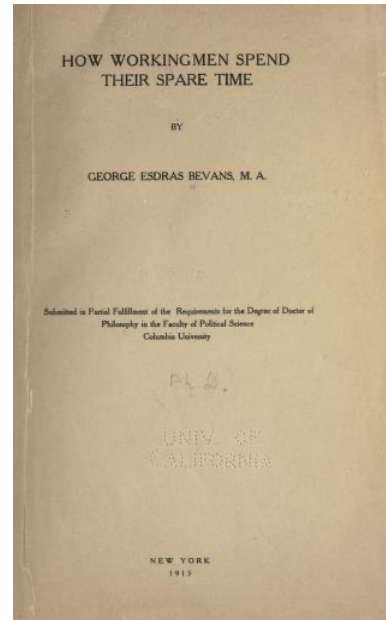 HOW WORKINGMEN SPEND
THEIR SPARE TIME
BY
GEORGE ESDRAS BEVANS, M. A.
Submitted in Partial Fulfillment of the Requirements for the Degree of Doctor of
Philosophy in the Faculty of Political Science
Columbia University
Ph. D.
UNIV. OF
CALIFORNIA
NEW YORK
1913